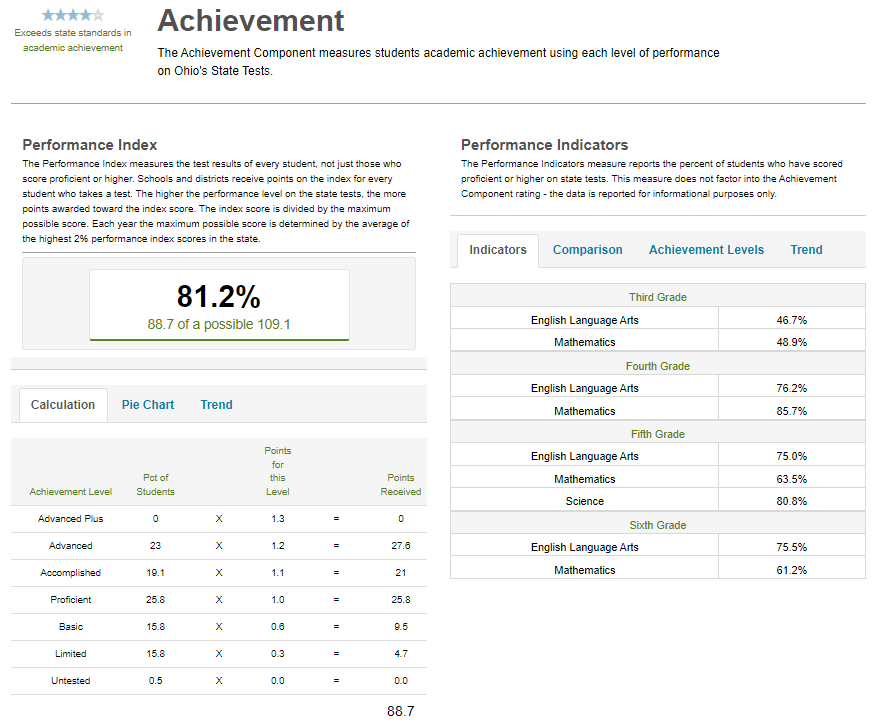 Achievement
Exceeds state standards in
academic achievement
The Achievement Component measures students academic achievement using each level of performance
on Ohio's State Tests.
Performance Index
The Performance Index measures the test results of every student, not just those who
score proficient or higher. Schools and districts receive points on the index for every
student who takes a test. The higher the performance level on the state tests, the more
points awarded toward the index score. The index score is divided by the maximum
possible score. Each year the maximum possible score is determined by the average of
the highest 2% performance index scores in the state.
81.2%
88.7 of a possible 109.1
Calculation Pie Chart Trend
Points
for
Pct of this Points
Achievement Level Students Level Received
Advanced Plus 0 X 1.3 = 0
Advanced 23 X 1.2 = 27.6
Accomplished 19.1 X 1.1 = 21
Proficient 25.8 X 1.0 = 25.8
Basic 15.8 X 0.6 = 9.5
Limited 15.8 X 0.3 = 4.7
Untested 0.5 X 0.0 = 0.0
88.7
Performance Indicators
The Performance Indicators measure reports the percent of students who have scored
proficient or higher on state tests. This measure does not factor into the Achievement
Component rating - the data is reported for informational purposes only.
Indicators Comparison Achievement Levels Trend
Third Grade
English Language Arts 46.7%
Mathematics 48.9%
Fourth Grade
English Language Arts 76.2%
Mathematics 85.7%
Fifth Grade
English Language Arts 75.0%
Mathematics 63.5%
Science 80.8%
Sixth Grade
English Language Arts 75.5%
Mathematics 61.2%